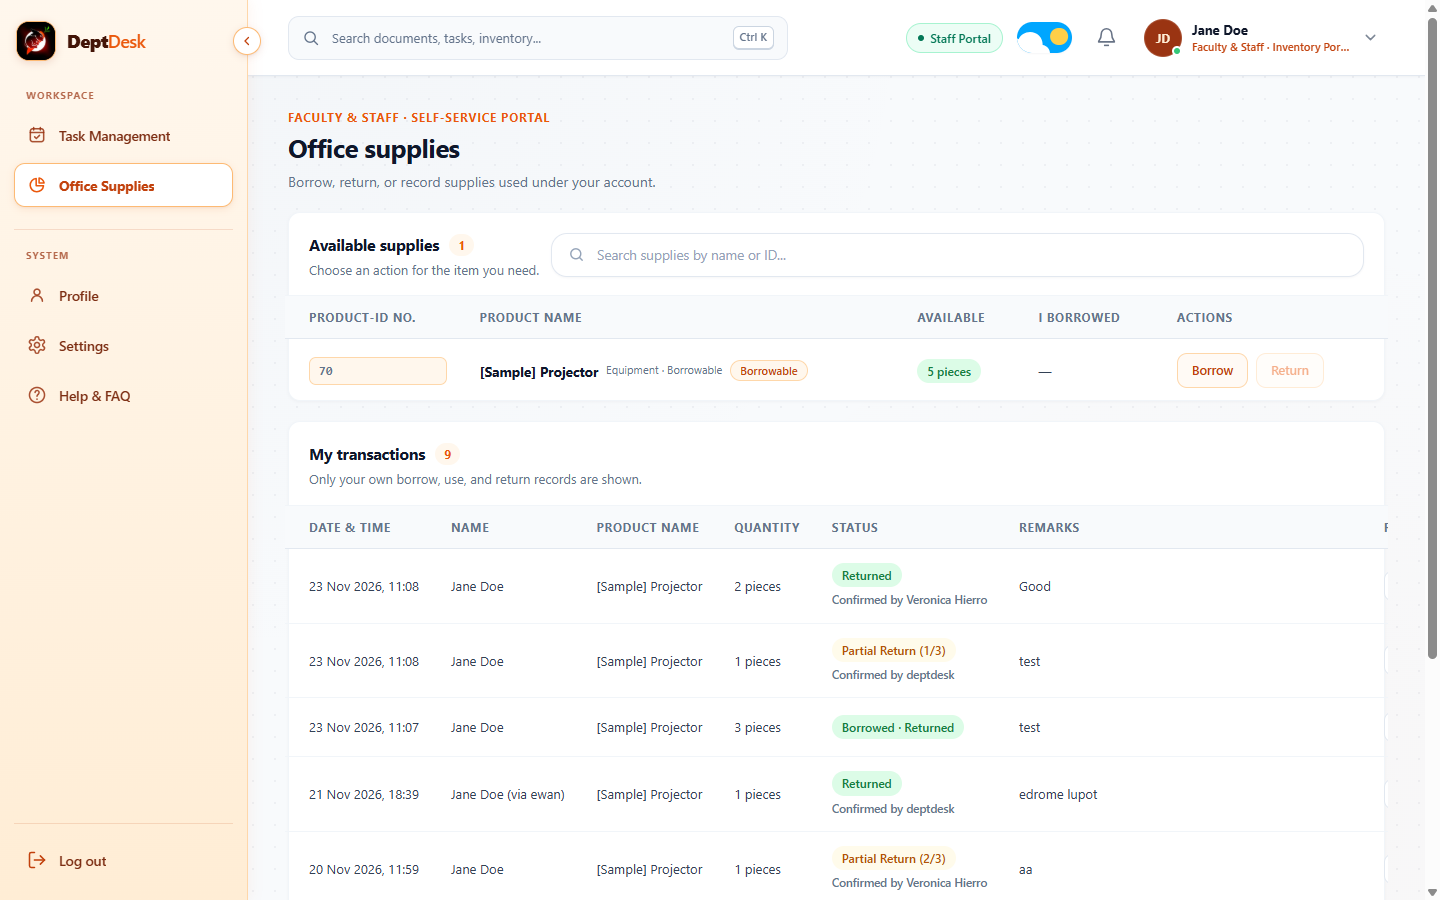 DeptDesk
Search documents, tasks, inventory...
Ctrl K
Staff Portal
JD
Jane Doe
Faculty & Staff · Inventory Por...
WORKSPACE
Task Management
Office Supplies
SYSTEM
Profile
Settings
Help & FAQ
Log out
FACULTY & STAFF · SELF-SERVICE PORTAL
Office supplies
Borrow, return, or record supplies used under your account.
Available supplies 1
Choose an action for the item you need.
Search supplies by name or ID...
PRODUCT-ID NO. PRODUCT NAME AVAILABLE I BORROWED ACTIONS
70 [Sample] Projector Equipment · Borrowable Borrowable 5 pieces — Borrow Return
My transactions 9
Only your own borrow, use, and return records are shown.
DATE & TIME NAME PRODUCT NAME QUANTITY STATUS REMARKS
23 Nov 2026, 11:08 Jane Doe [Sample] Projector 2 pieces Returned Good
Confirmed by Veronica Hierro
23 Nov 2026, 11:08 Jane Doe [Sample] Projector 1 pieces Partial Return (1/3) test
Confirmed by deptdesk
23 Nov 2026, 11:07 Jane Doe [Sample] Projector 3 pieces Borrowed · Returned test
21 Nov 2026, 18:39 Jane Doe (via ewan) [Sample] Projector 1 pieces Returned edrome lupot
Confirmed by deptdesk
20 Nov 2026, 11:59 Jane Doe [Sample] Projector 1 pieces Partial Return (2/3) aa
Confirmed by Veronica Hierro